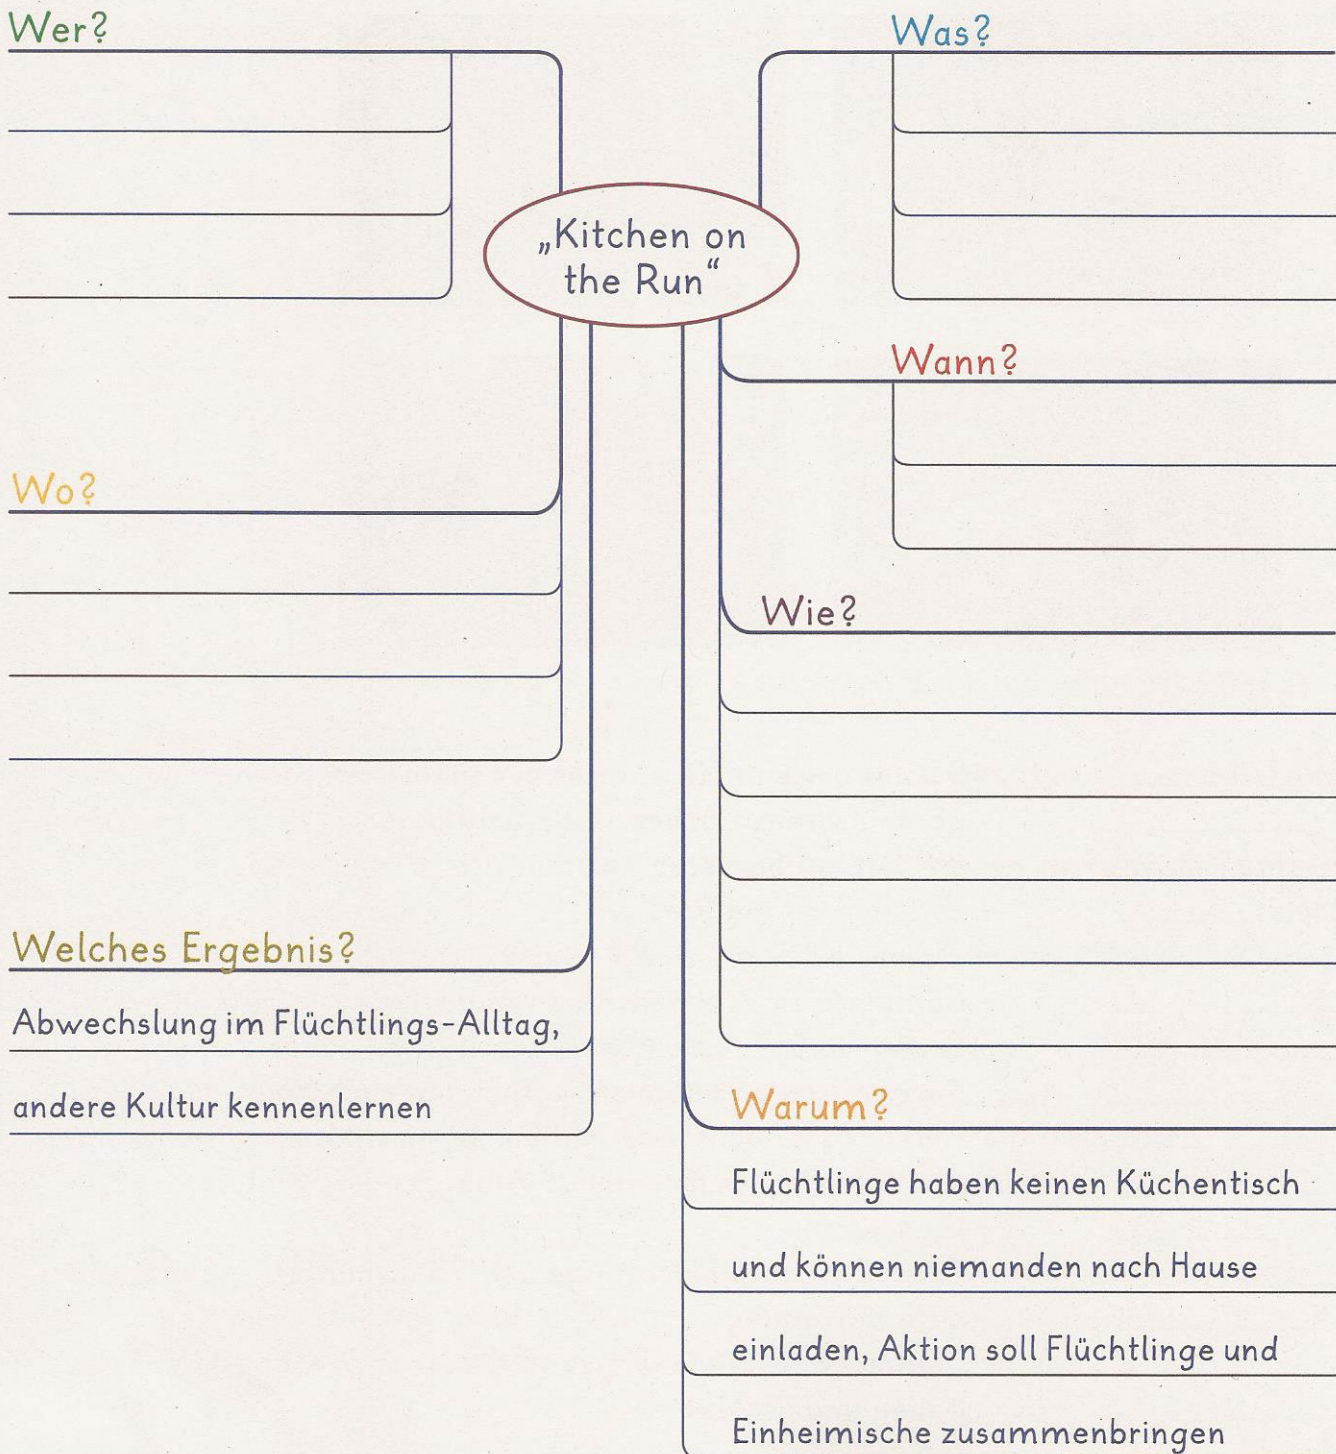 Wer?
Was?
„Kitchen on
the Run“
Wann?
Wo?
Wie?
Welches Ergebnis?
Abwechslung im Flüchtlings-Alltag,
andere Kultur kennenlernen
Warum?
Flüchtlinge haben keinen Küchentisch
und können niemanden nach Hause
einladen, Aktion soll Flüchtlinge und
Einheimische zusammenbringen